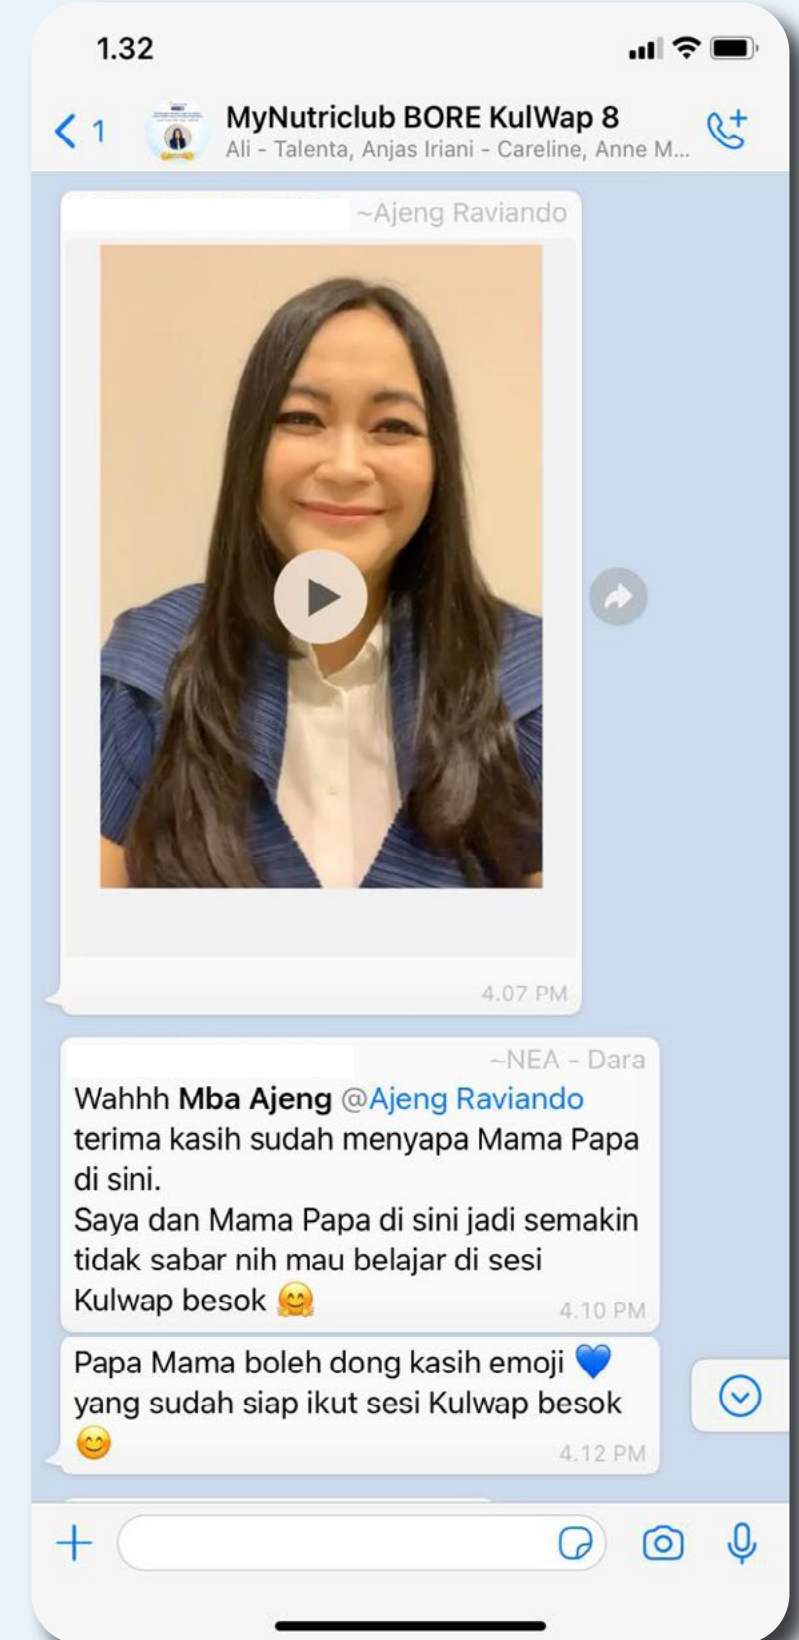 1.32
1
MyNutriclub BORE KulWap 8
Ali - Talenta, Anjas Iriani - Careline, Anne M...
~Ajeng Raviando
4.07 PM
~NEA - Dara
Wahhh Mba Ajeng @Ajeng Raviando
terima kasih sudah menyapa Mama Papa
di sini.
Saya dan Mama Papa di sini jadi semakin
tidak sabar nih mau belajar di sesi
Kulwap besok 🤗
4.10 PM
Papa Mama boleh dong kasih emoji 💙
yang sudah siap ikut sesi Kulwap besok
😊
4.12 PM